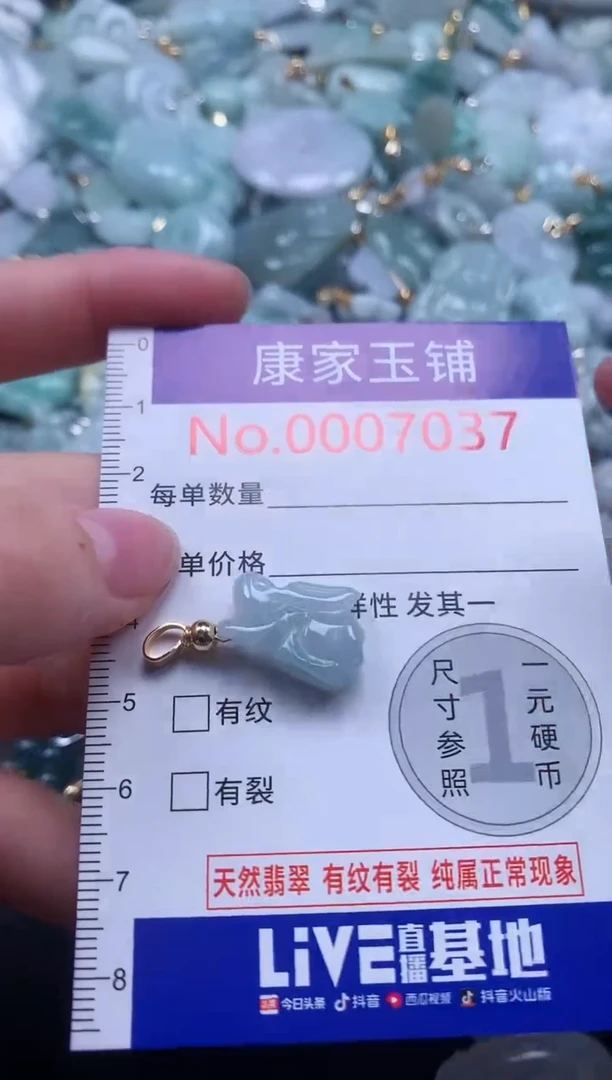 0
康家玉铺
1
No.0007037
2
每单数量
单价格
样性 发其一
4
5
有纹
6
有裂
尺寸参照
1
一元硬币
天然翡翠 有纹有裂 纯属正常现象
7
LiVE直播基地
8
今日头条 抖音 西瓜视频 抖音火山版